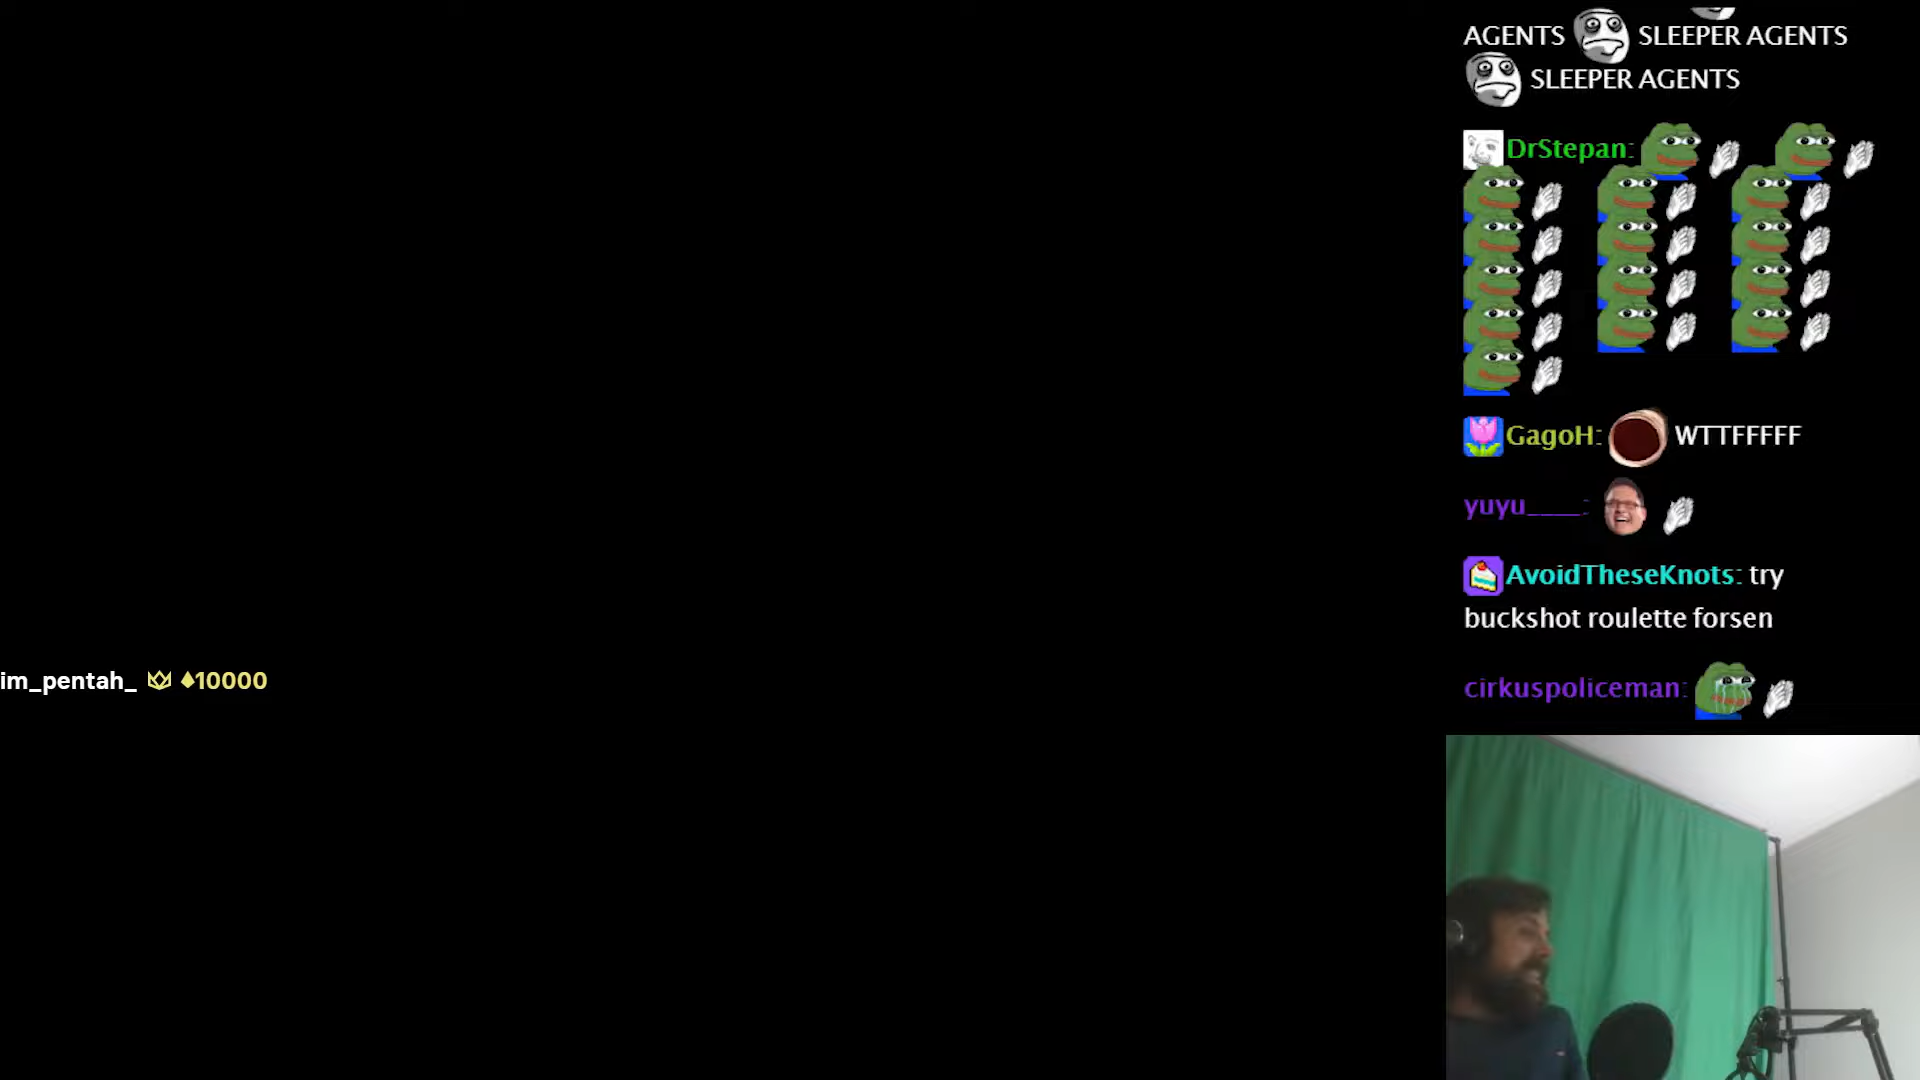 AGENTS SLEEPER AGENTS
SLEEPER AGENTS
DrStepan:
GagoH: WTTFFFFF
yuyu____:
AvoidTheseKnots: try
buckshot roulette forsen
im_pentah_ 10000
cirkuspoliceman: